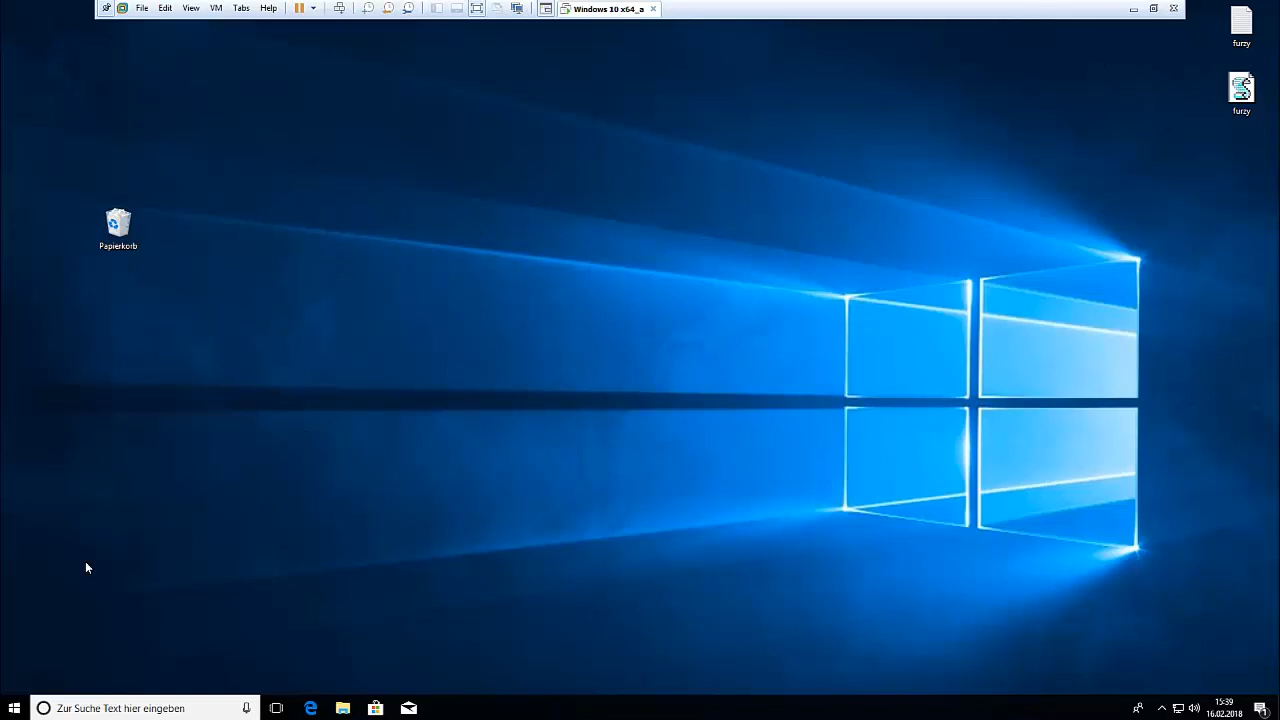 File Edit View VM Tabs Help
Windows 10 x64_a
furzy
furzy
Papierkorb
Zur Suche Text hier eingeben
15:39
16.02.2018
1